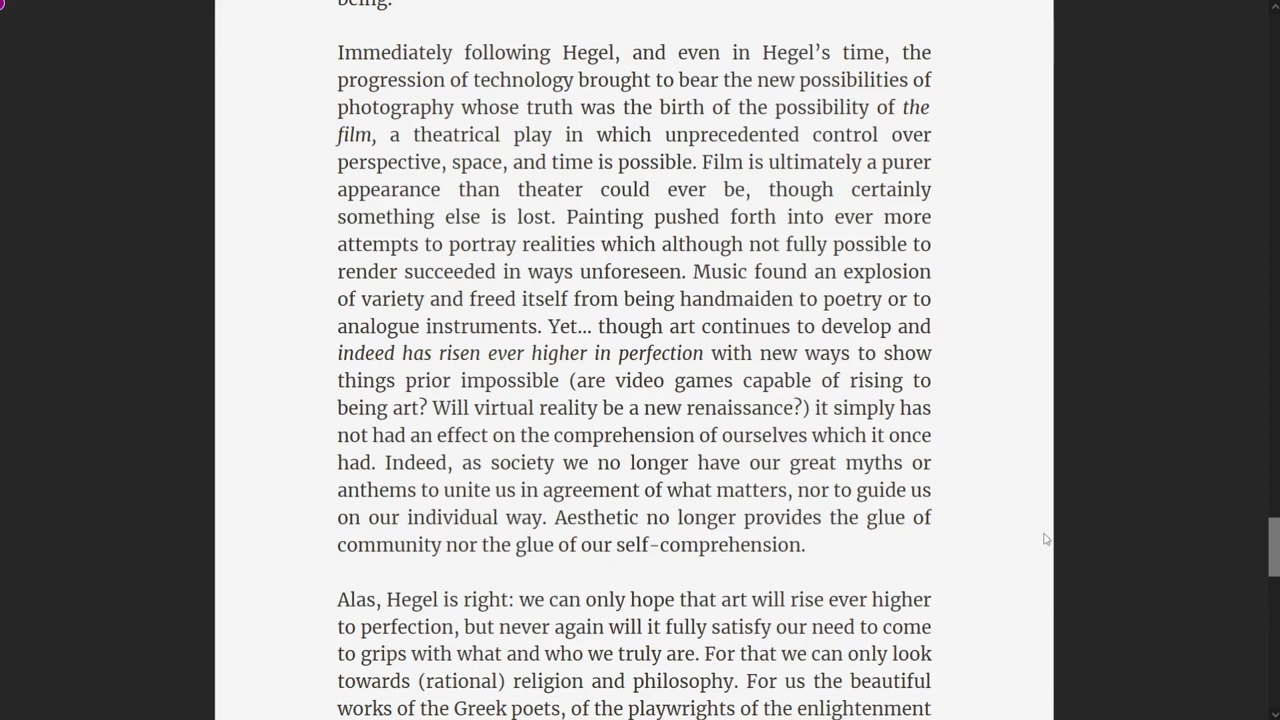 being.
Immediately following Hegel, and even in Hegel’s time, the
progression of technology brought to bear the new possibilities of
photography whose truth was the birth of the possibility of the
film, a theatrical play in which unprecedented control over
perspective, space, and time is possible. Film is ultimately a purer
appearance than theater could ever be, though certainly
something else is lost. Painting pushed forth into ever more
attempts to portray realities which although not fully possible to
render succeeded in ways unforeseen. Music found an explosion
of variety and freed itself from being handmaiden to poetry or to
analogue instruments. Yet… though art continues to develop and
indeed has risen ever higher in perfection with new ways to show
things prior impossible (are video games capable of rising to
being art? Will virtual reality be a new renaissance?) it simply has
not had an effect on the comprehension of ourselves which it once
had. Indeed, as society we no longer have our great myths or
anthems to unite us in agreement of what matters, nor to guide us
on our individual way. Aesthetic no longer provides the glue of
community nor the glue of our self-comprehension.
Alas, Hegel is right: we can only hope that art will rise ever higher
to perfection, but never again will it fully satisfy our need to come
to grips with what and who we truly are. For that we can only look
towards (rational) religion and philosophy. For us the beautiful
works of the Greek poets, of the playwrights of the enlightenment